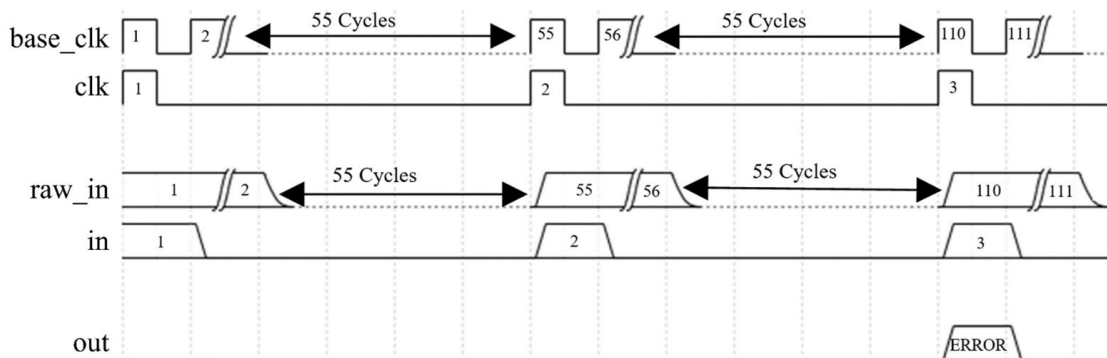 55 Cycles 55 Cycles
base_clk 1 2 55 56 110 111
clk 1 2 3
55 Cycles 55 Cycles
raw_in 1 2 55 56 110 111
in 1 2 3
out ERROR